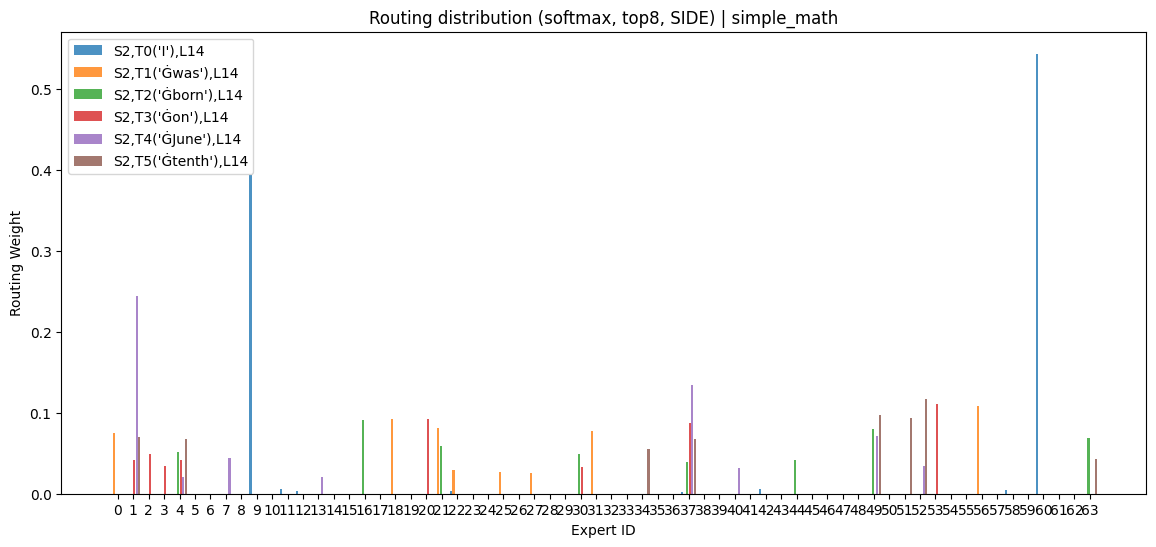 Routing distribution (softmax, top8, SIDE) | simple_math
S2,T0('I'),L14
S2,T1('Ġwas'),L14
S2,T2('Ġborn'),L14
S2,T3('Ġon'),L14
S2,T4('ĠJune'),L14
S2,T5('Ġtenth'),L14
Routing Weight
0.5
0.4
0.3
0.2
0.1
0.0
0 1 2 3 4 5 6 7 8 9 10 11 12 13 14 15 16 17 18 19 20 21 22 23 24 25 26 27 28 29 30 31 32 33 34 35 36 37 38 39 40 41 42 43 44 45 46 47 48 49 50 51 52 53 54 55 56 57 58 59 60 61 62 63
Expert ID